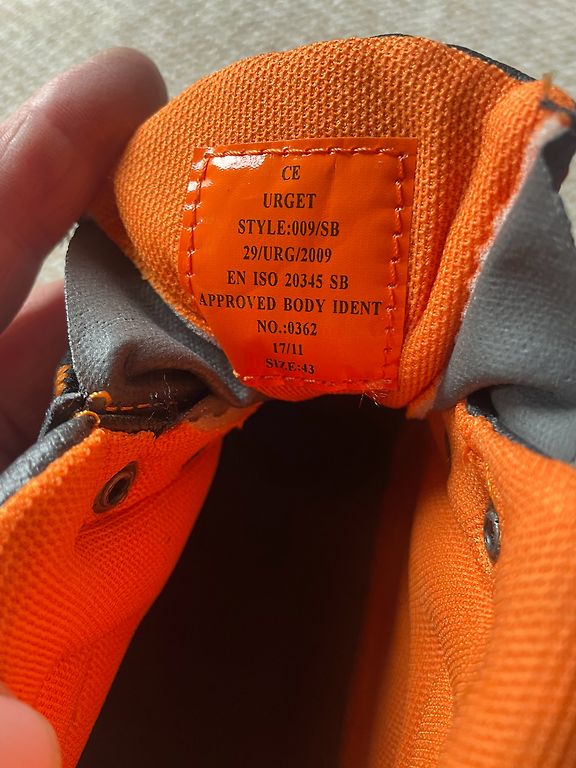 CE
URGET
STYLE:009/SB
29/URG/2009
EN ISO 20345 SB
APPROVED BODY IDENT
NO.:0362
17/11
SIZE:43